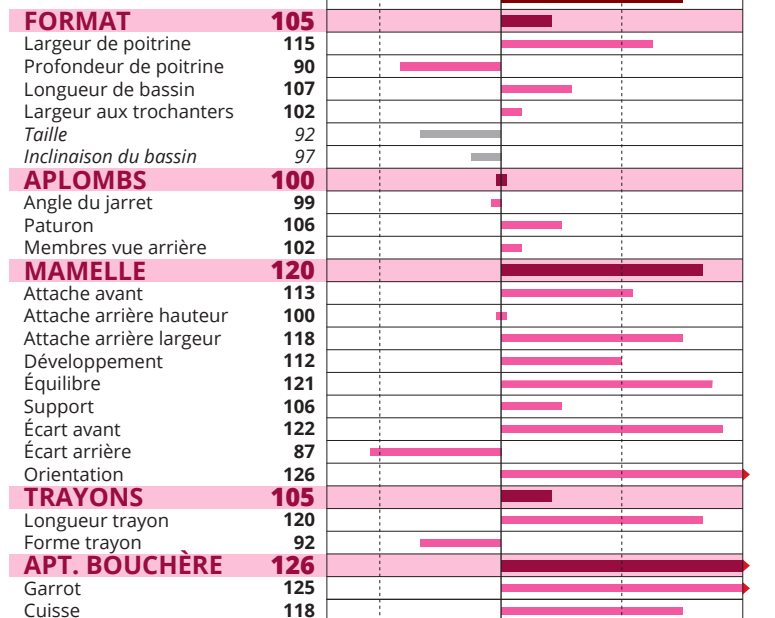 FORMAT 105
Largeur de poitrine 115
Profondeur de poitrine 90
Longueur de bassin 107
Largeur aux trochanters 102
Taille 92
Inclinaison du bassin 97
APLOMBS 100
Angle du jarret 99
Paturon 106
Membres vue arrière 102
MAMELLE 120
Attache avant 113
Attache arrière hauteur 100
Attache arrière largeur 118
Développement 112
Équilibre 121
Support 106
Écart avant 122
Écart arrière 87
Orientation 126
TRAYONS 105
Longueur trayon 120
Forme trayon 92
APT. BOUCHÈRE 126
Garrot 125
Cuisse 118